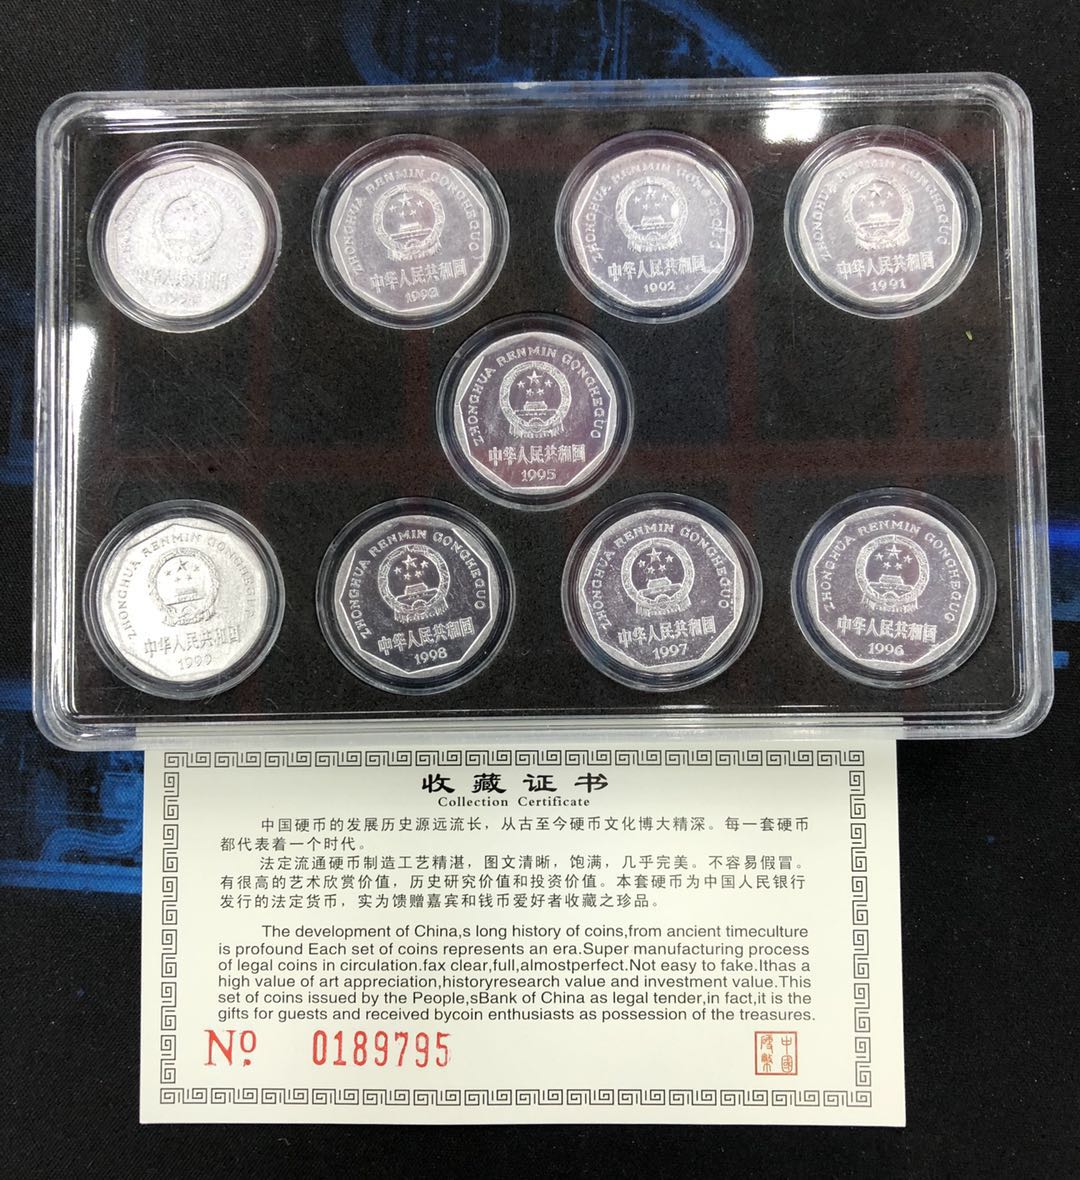 中华人民共和国
ZHONGHUA RENMIN GONGHEGUO
中华人民共和国
1993
ZHONGHUA RENMIN GONGHEGUO
中华人民共和国
1992
ZHONGHUA RENMIN GONGHEGUO
中华人民共和国
1991
ZHONGHUA RENMIN GONGHEGUO
中华人民共和国
1995
ZHONGHUA RENMIN GONGHEGUO
中华人民共和国
1999
ZHONGHUA RENMIN GONGHEGUO
中华人民共和国
1998
ZHONGHUA RENMIN GONGHEGUO
中华人民共和国
1997
ZHONGHUA RENMIN GONGHEGUO
中华人民共和国
1996
收藏证书
Collection Certificate
中国硬币的发展历史源远流长，从古至今硬币文化博大精深。每一套硬币
都代表着一个时代。
法定流通硬币制造工艺精湛，图文清晰，饱满，几乎完美。不容易假冒。
有很高的艺术欣赏价值，历史研究价值和投资价值。本套硬币为中国人民银行
发行的法定货币，实为馈赠嘉宾和钱币爱好者收藏之珍品。
The development of China,s long history of coins,from ancient timeculture
is profound Each set of coins represents an era.Super manufacturing process
of legal coins in circulation.fax clear,full,almostperfect.Not easy to fake.Ithas a
high value of art appreciation,historyresearch value and investment value.This
set of coins issued by the People,sBank of China as legal tender,in fact,it is the
gifts for guests and received bycoin enthusiasts as possession of the treasures.
Nº 0189795
中國
硬幣